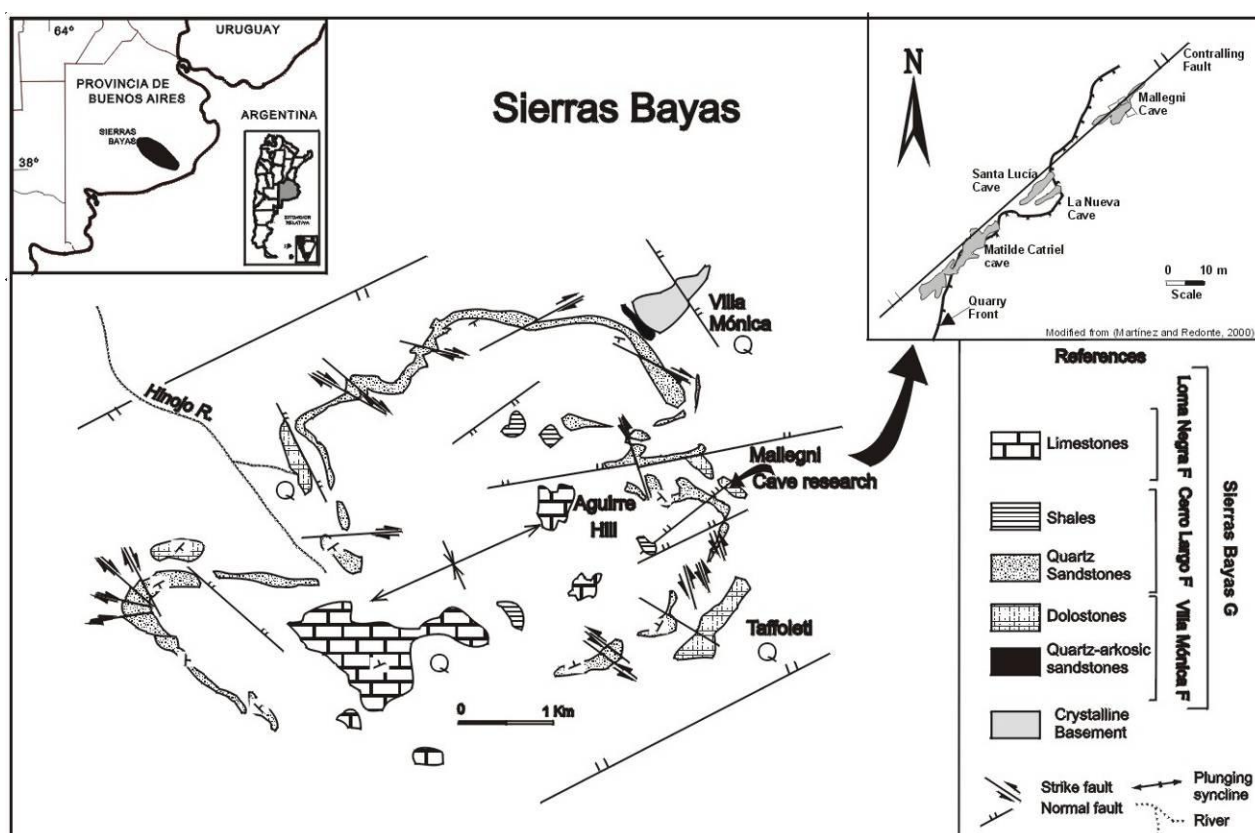 64º
URUGUAY
PROVINCIA DE
BUENOS AIRES
ARGENTINA
SIERRAS
BAYAS
38º
Sierras Bayas
N
Contralling
Fault
Mallegni
Cave
Santa Lucía
Cave
La Nueva
Cave
Matilde Catriel
cave
0 10 m
Scale
Quarry
Front
Modified from (Martínez and Redonte, 2000)
Villa
Mónica
Q
Hinojo R.
Q
Mallegni
Cave research
Aguirre
Hill
Q
Taffoleti
Q
0 1 Km
References
Limestones
Shales
Quartz
Sandstones
Dolostones
Quartz-arkosic
sandstones
Crystalline
Basement
Loma Negra F
Cerro Largo F
Villa Mónica F
Sierras Bayas G
Strike fault
Normal fault
Plunging
syncline
River